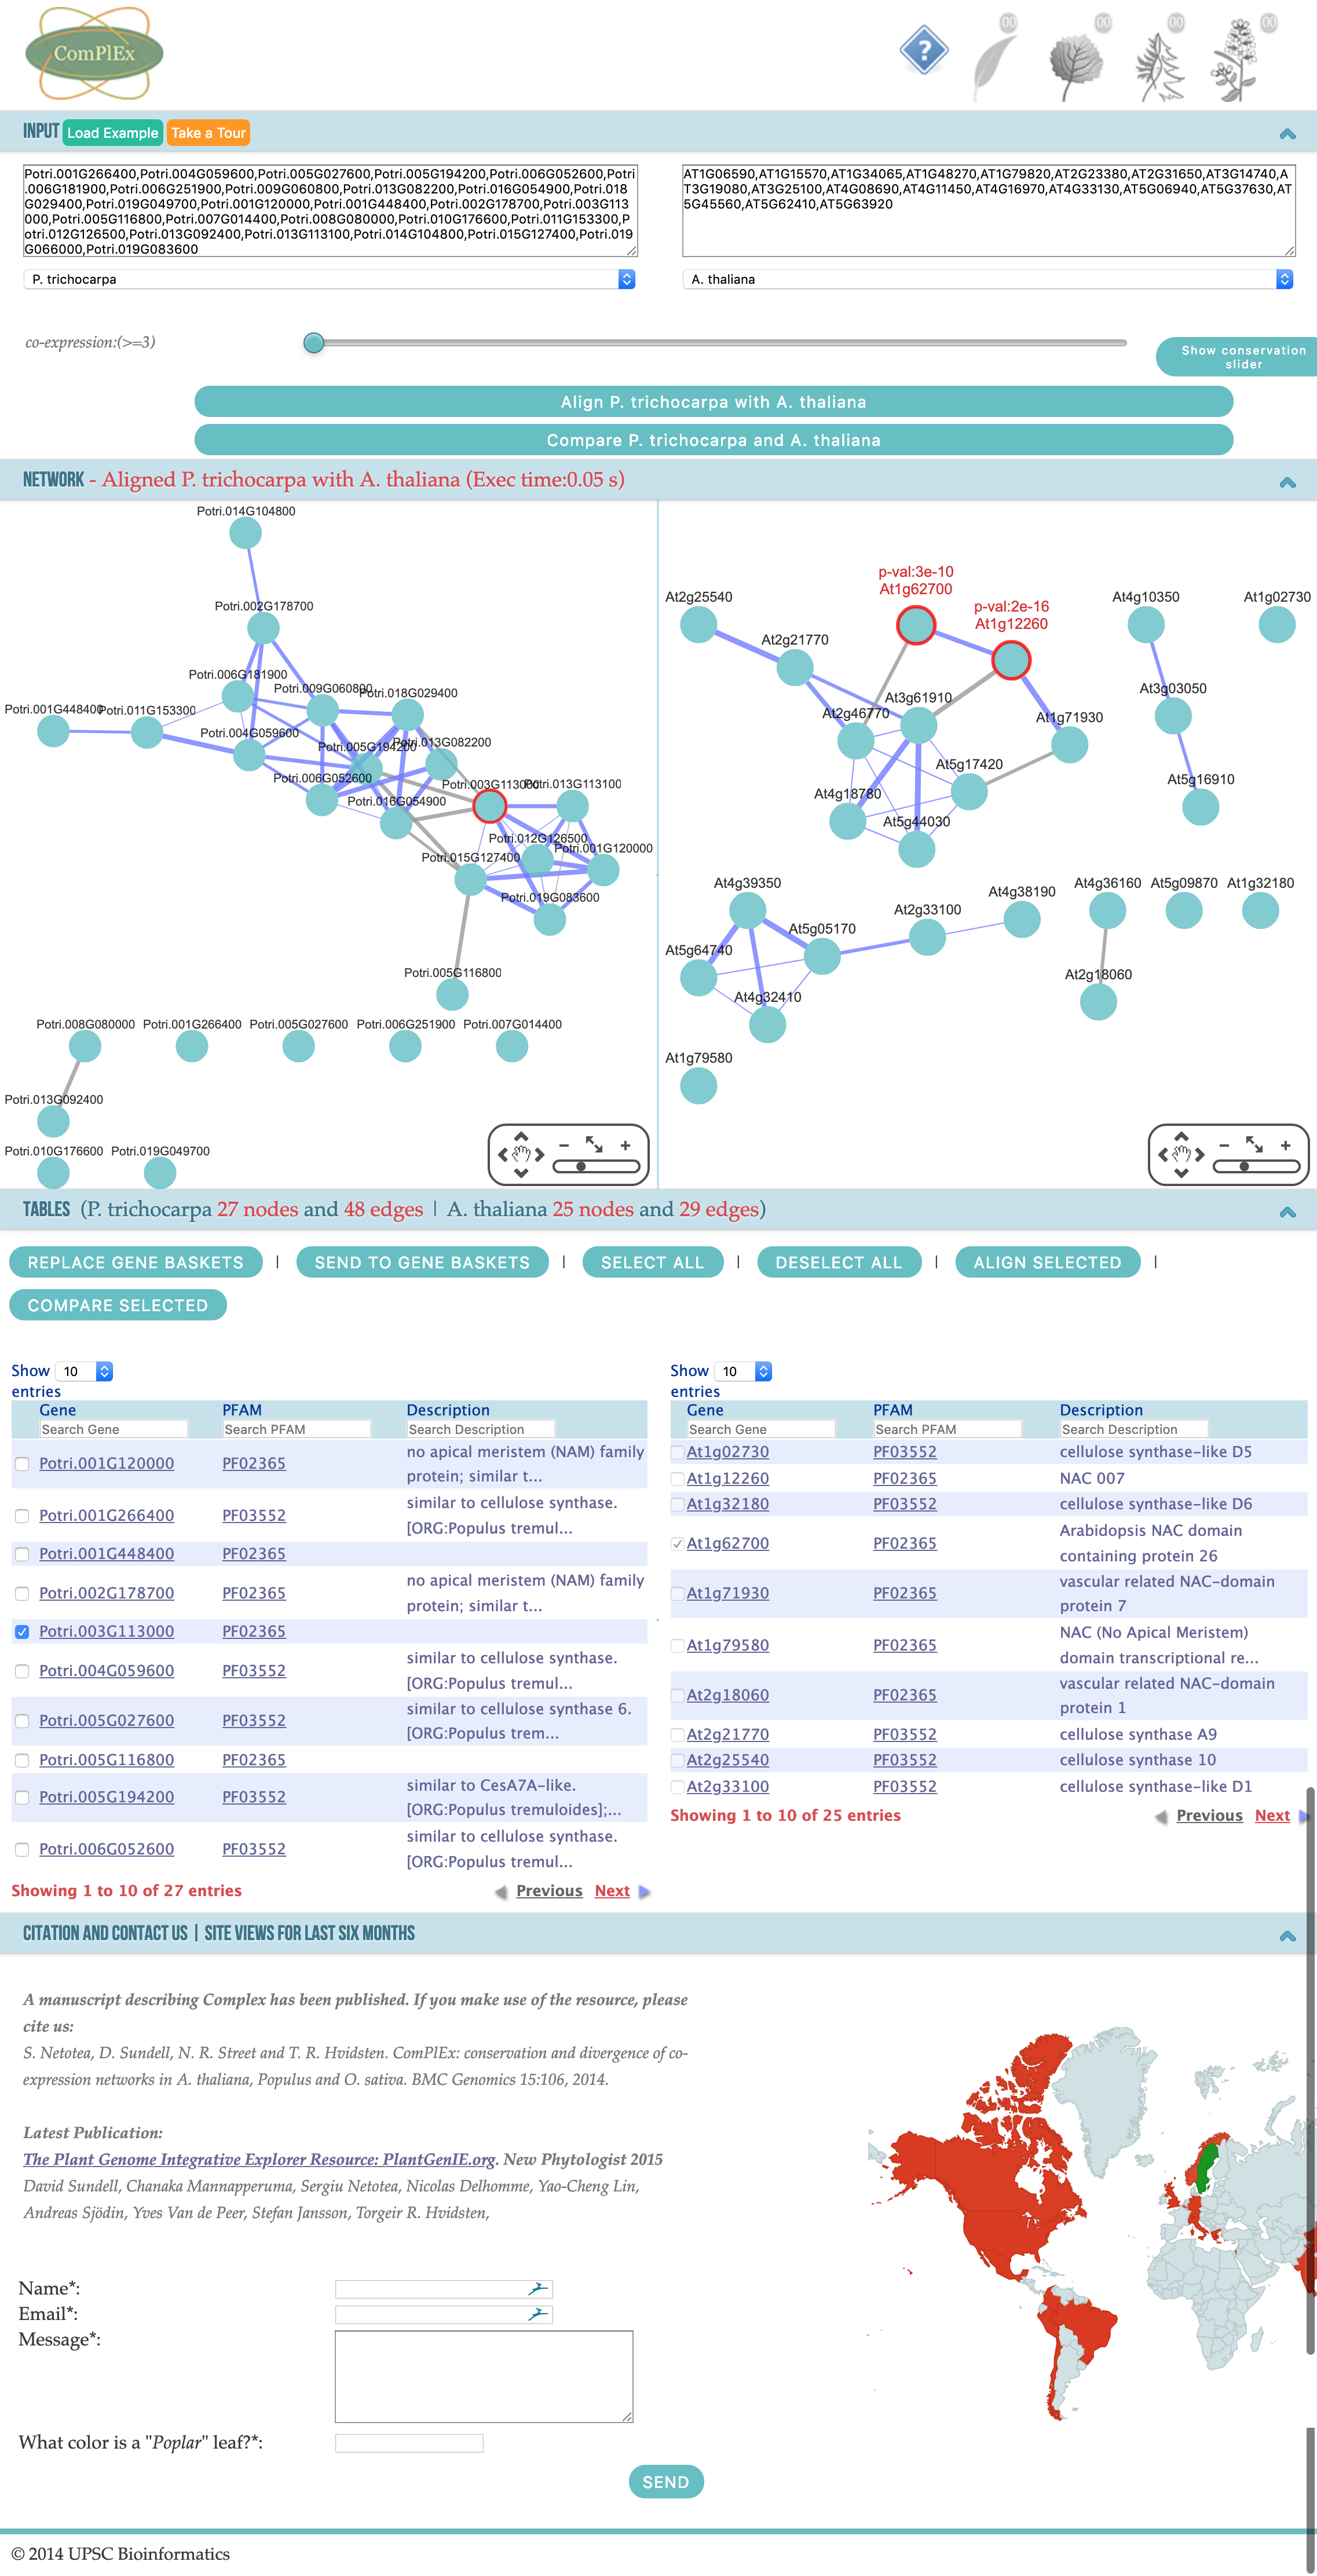 ComPlEx
?
00
00
00
00
INPUT Load Example Take a Tour
Potri.001G266400,Potri.004G059600,Potri.005G027600,Potri.005G194200,Potri.006G052600,Potri
.006G181900,Potri.006G251900,Potri.009G060800,Potri.013G082200,Potri.016G054900,Potri.018
G029400,Potri.019G049700,Potri.001G120000,Potri.001G448400,Potri.002G178700,Potri.003G113
000,Potri.005G116800,Potri.007G014400,Potri.008G080000,Potri.010G176600,Potri.011G153300,P
otri.012G126500,Potri.013G092400,Potri.013G113100,Potri.014G104800,Potri.015G127400,Potri.019
G066000,Potri.019G083600
AT1G06590,AT1G15570,AT1G34065,AT1G48270,AT1G79820,AT2G23380,AT2G31650,AT3G14740,A
T3G19080,AT3G25100,AT4G08690,AT4G11450,AT4G16970,AT4G33130,AT5G06940,AT5G37630,AT
5G45560,AT5G62410,AT5G63920
P. trichocarpa
A. thaliana
co-expression:(>=3)
Show conservation
slider
Align P. trichocarpa with A. thaliana
Compare P. trichocarpa and A. thaliana
NETWORK - Aligned P. trichocarpa with A. thaliana (Exec time:0.05 s)
Potri.014G104800
Potri.002G178700
Potri.006G181900
Potri.009G060800
Potri.018G029400
Potri.001G448400
Potri.011G153300
Potri.004G059600
Potri.005G194200
Potri.013G082200
Potri.006G052600
Potri.003G113000
Potri.013G113100
Potri.016G054900
Potri.012G126500
Potri.001G120000
Potri.015G127400
Potri.019G083600
Potri.005G116800
Potri.008G080000
Potri.001G266400
Potri.005G027600
Potri.006G251900
Potri.007G014400
Potri.013G092400
Potri.010G176600
Potri.019G049700
p-val:3e-10
At1g62700
p-val:2e-16
At1g12260
At2g25540
At2g21770
At4g10350
At1g02730
At3g61910
At2g46770
At1g71930
At3g03050
At5g17420
At4g18780
At5g44030
At5g16910
At4g39350
At5g05170
At2g33100
At4g38190
At4g36160
At5g09870
At1g32180
At5g64740
At4g32410
At2g18060
At1g79580
TABLES (P. trichocarpa 27 nodes and 48 edges | A. thaliana 25 nodes and 29 edges)
REPLACE GENE BASKETS | SEND TO GENE BASKETS | SELECT ALL | DESELECT ALL | ALIGN SELECTED |
COMPARE SELECTED
Show 10
entries
Gene PFAM Description
Search Gene Search PFAM Search Description
Potri.001G120000 PF02365 no apical meristem (NAM) family
protein; similar t...
Potri.001G266400 PF03552 similar to cellulose synthase.
[ORG:Populus tremul...
Potri.001G448400 PF02365
Potri.002G178700 PF02365 no apical meristem (NAM) family
protein; similar t...
Potri.003G113000 PF02365
Potri.004G059600 PF03552 similar to cellulose synthase.
[ORG:Populus tremul...
Potri.005G027600 PF03552 similar to cellulose synthase 6.
[ORG:Populus trem...
Potri.005G116800 PF02365
Potri.005G194200 PF03552 similar to CesA7A-like.
[ORG:Populus tremuloides];...
Potri.006G052600 PF03552 similar to cellulose synthase.
[ORG:Populus tremul...
Showing 1 to 10 of 27 entries Previous Next
Show 10
entries
Gene PFAM Description
Search Gene Search PFAM Search Description
At1g02730 PF03552 cellulose synthase-like D5
At1g12260 PF02365 NAC 007
At1g32180 PF03552 cellulose synthase-like D6
At1g62700 PF02365 Arabidopsis NAC domain
containing protein 26
At1g71930 PF02365 vascular related NAC-domain
protein 7
At1g79580 PF02365 NAC (No Apical Meristem)
domain transcriptional re...
At2g18060 PF02365 vascular related NAC-domain
protein 1
At2g21770 PF03552 cellulose synthase A9
At2g25540 PF03552 cellulose synthase 10
At2g33100 PF03552 cellulose synthase-like D1
Showing 1 to 10 of 25 entries Previous Next
CITATION AND CONTACT US | SITE VIEWS FOR LAST SIX MONTHS
A manuscript describing Complex has been published. If you make use of the resource, please
cite us:
S. Netotea, D. Sundell, N. R. Street and T. R. Hvidsten. ComPlEx: conservation and divergence of co-
expression networks in A. thaliana, Populus and O. sativa. BMC Genomics 15:106, 2014.
Latest Publication:
The Plant Genome Integrative Explorer Resource: PlantGenIE.org. New Phytologist 2015
David Sundell, Chanaka Mannapperuma, Sergiu Netotea, Nicolas Delhomme, Yao-Cheng Lin,
Andreas Sjödin, Yves Van de Peer, Stefan Jansson, Torgeir R. Hvidsten,
Name*:
Email*:
Message*:
What color is a "Poplar" leaf?*:
SEND
© 2014 UPSC Bioinformatics